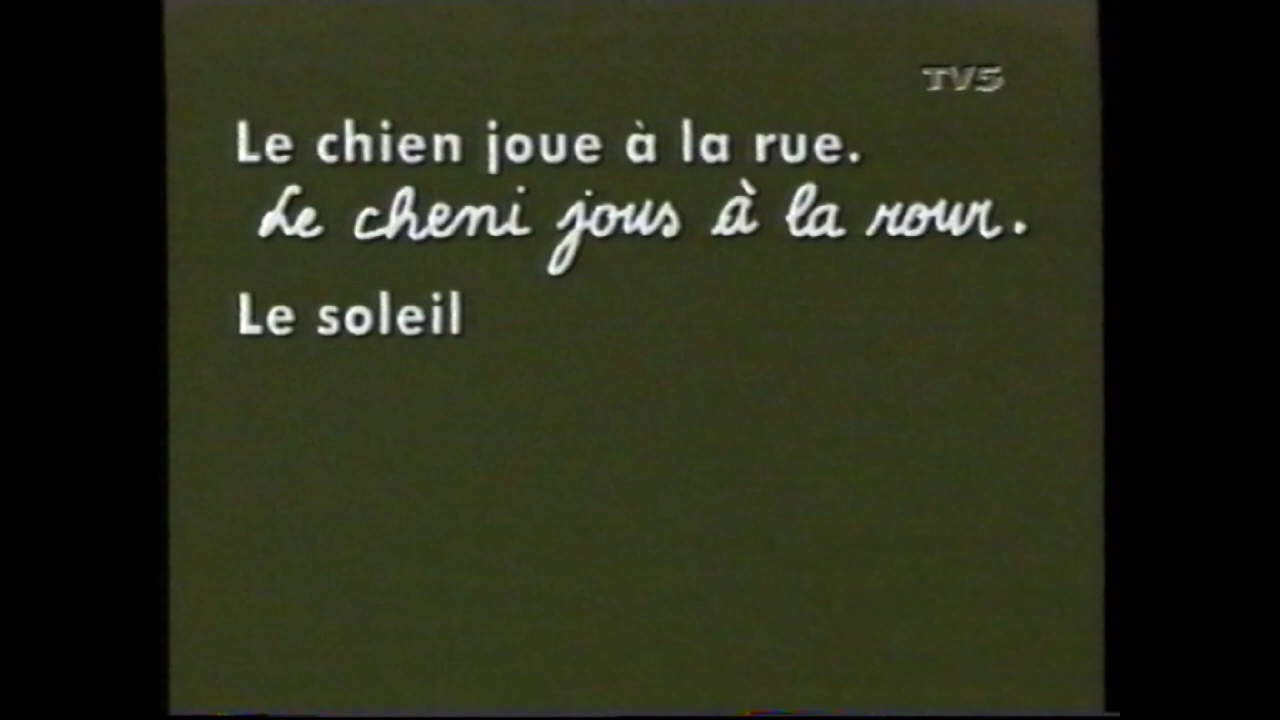 TV5
Le chien joue à la rue.
Le cheni jous à la rour.
Le soleil